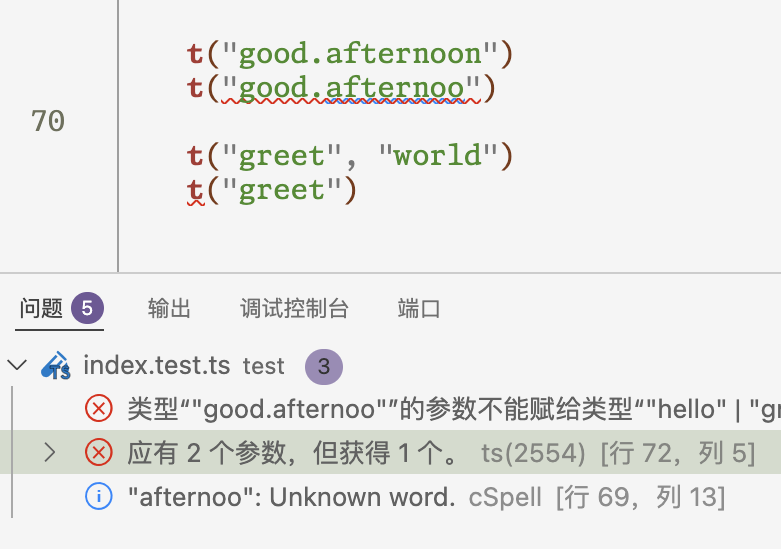 t("good.afternoon")
t("good.afternoo")
70
t("greet", "world")
t("greet")
问题 5 输出 调试控制台 端口
index.test.ts test 3
类型“"good.afternoo"”的参数不能赋给类型“"hello" | "gr
应有 2 个参数，但获得 1 个。 ts(2554) [行 72，列 5]
"afternoo": Unknown word. cSpell [行 69，列 13]